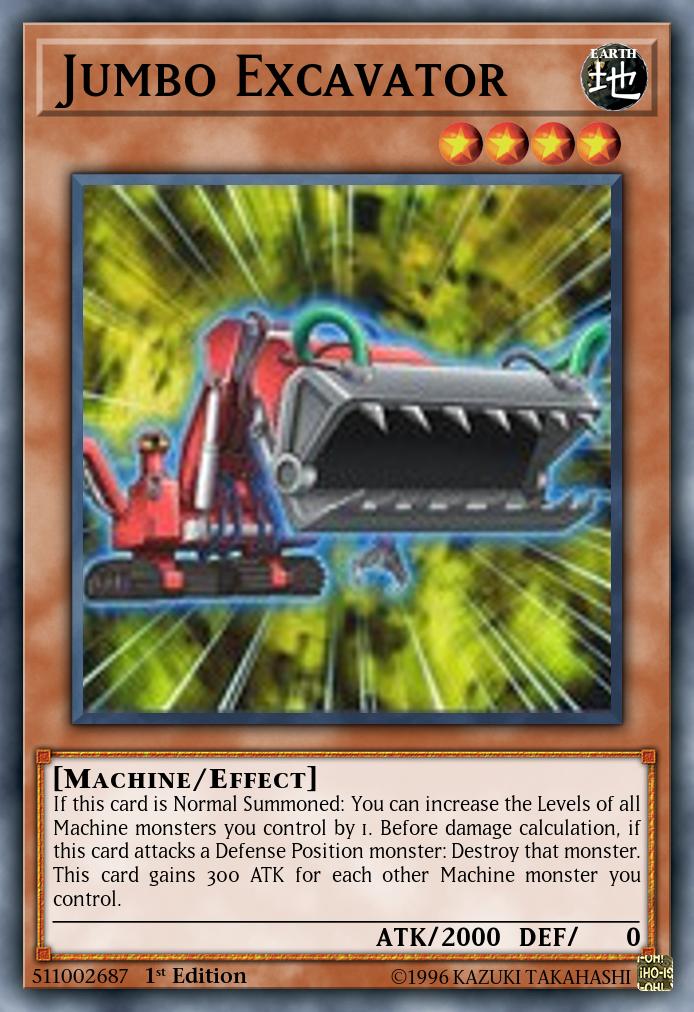 Jumbo Excavator
EARTH
地
[Machine/Effect]
If this card is Normal Summoned: You can increase the Levels of all
Machine monsters you control by 1. Before damage calculation, if
this card attacks a Defense Position monster: Destroy that monster.
This card gains 300 ATK for each other Machine monster you
control.
ATK/2000 DEF/ 0
511002687 1st Edition ©1996 KAZUKI TAKAHASHI